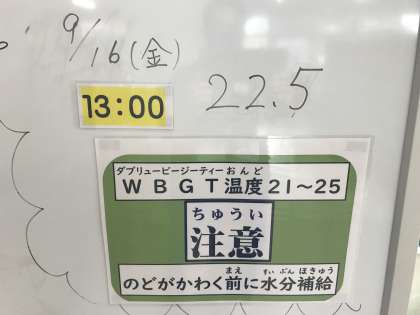 9/16(金)
13:00
22.5
ダブリュービージーティーおんど
WBGT温度21～25
ちゅうい
注意
まえ すいぶんほきゅう
のどがかわく前に水分補給